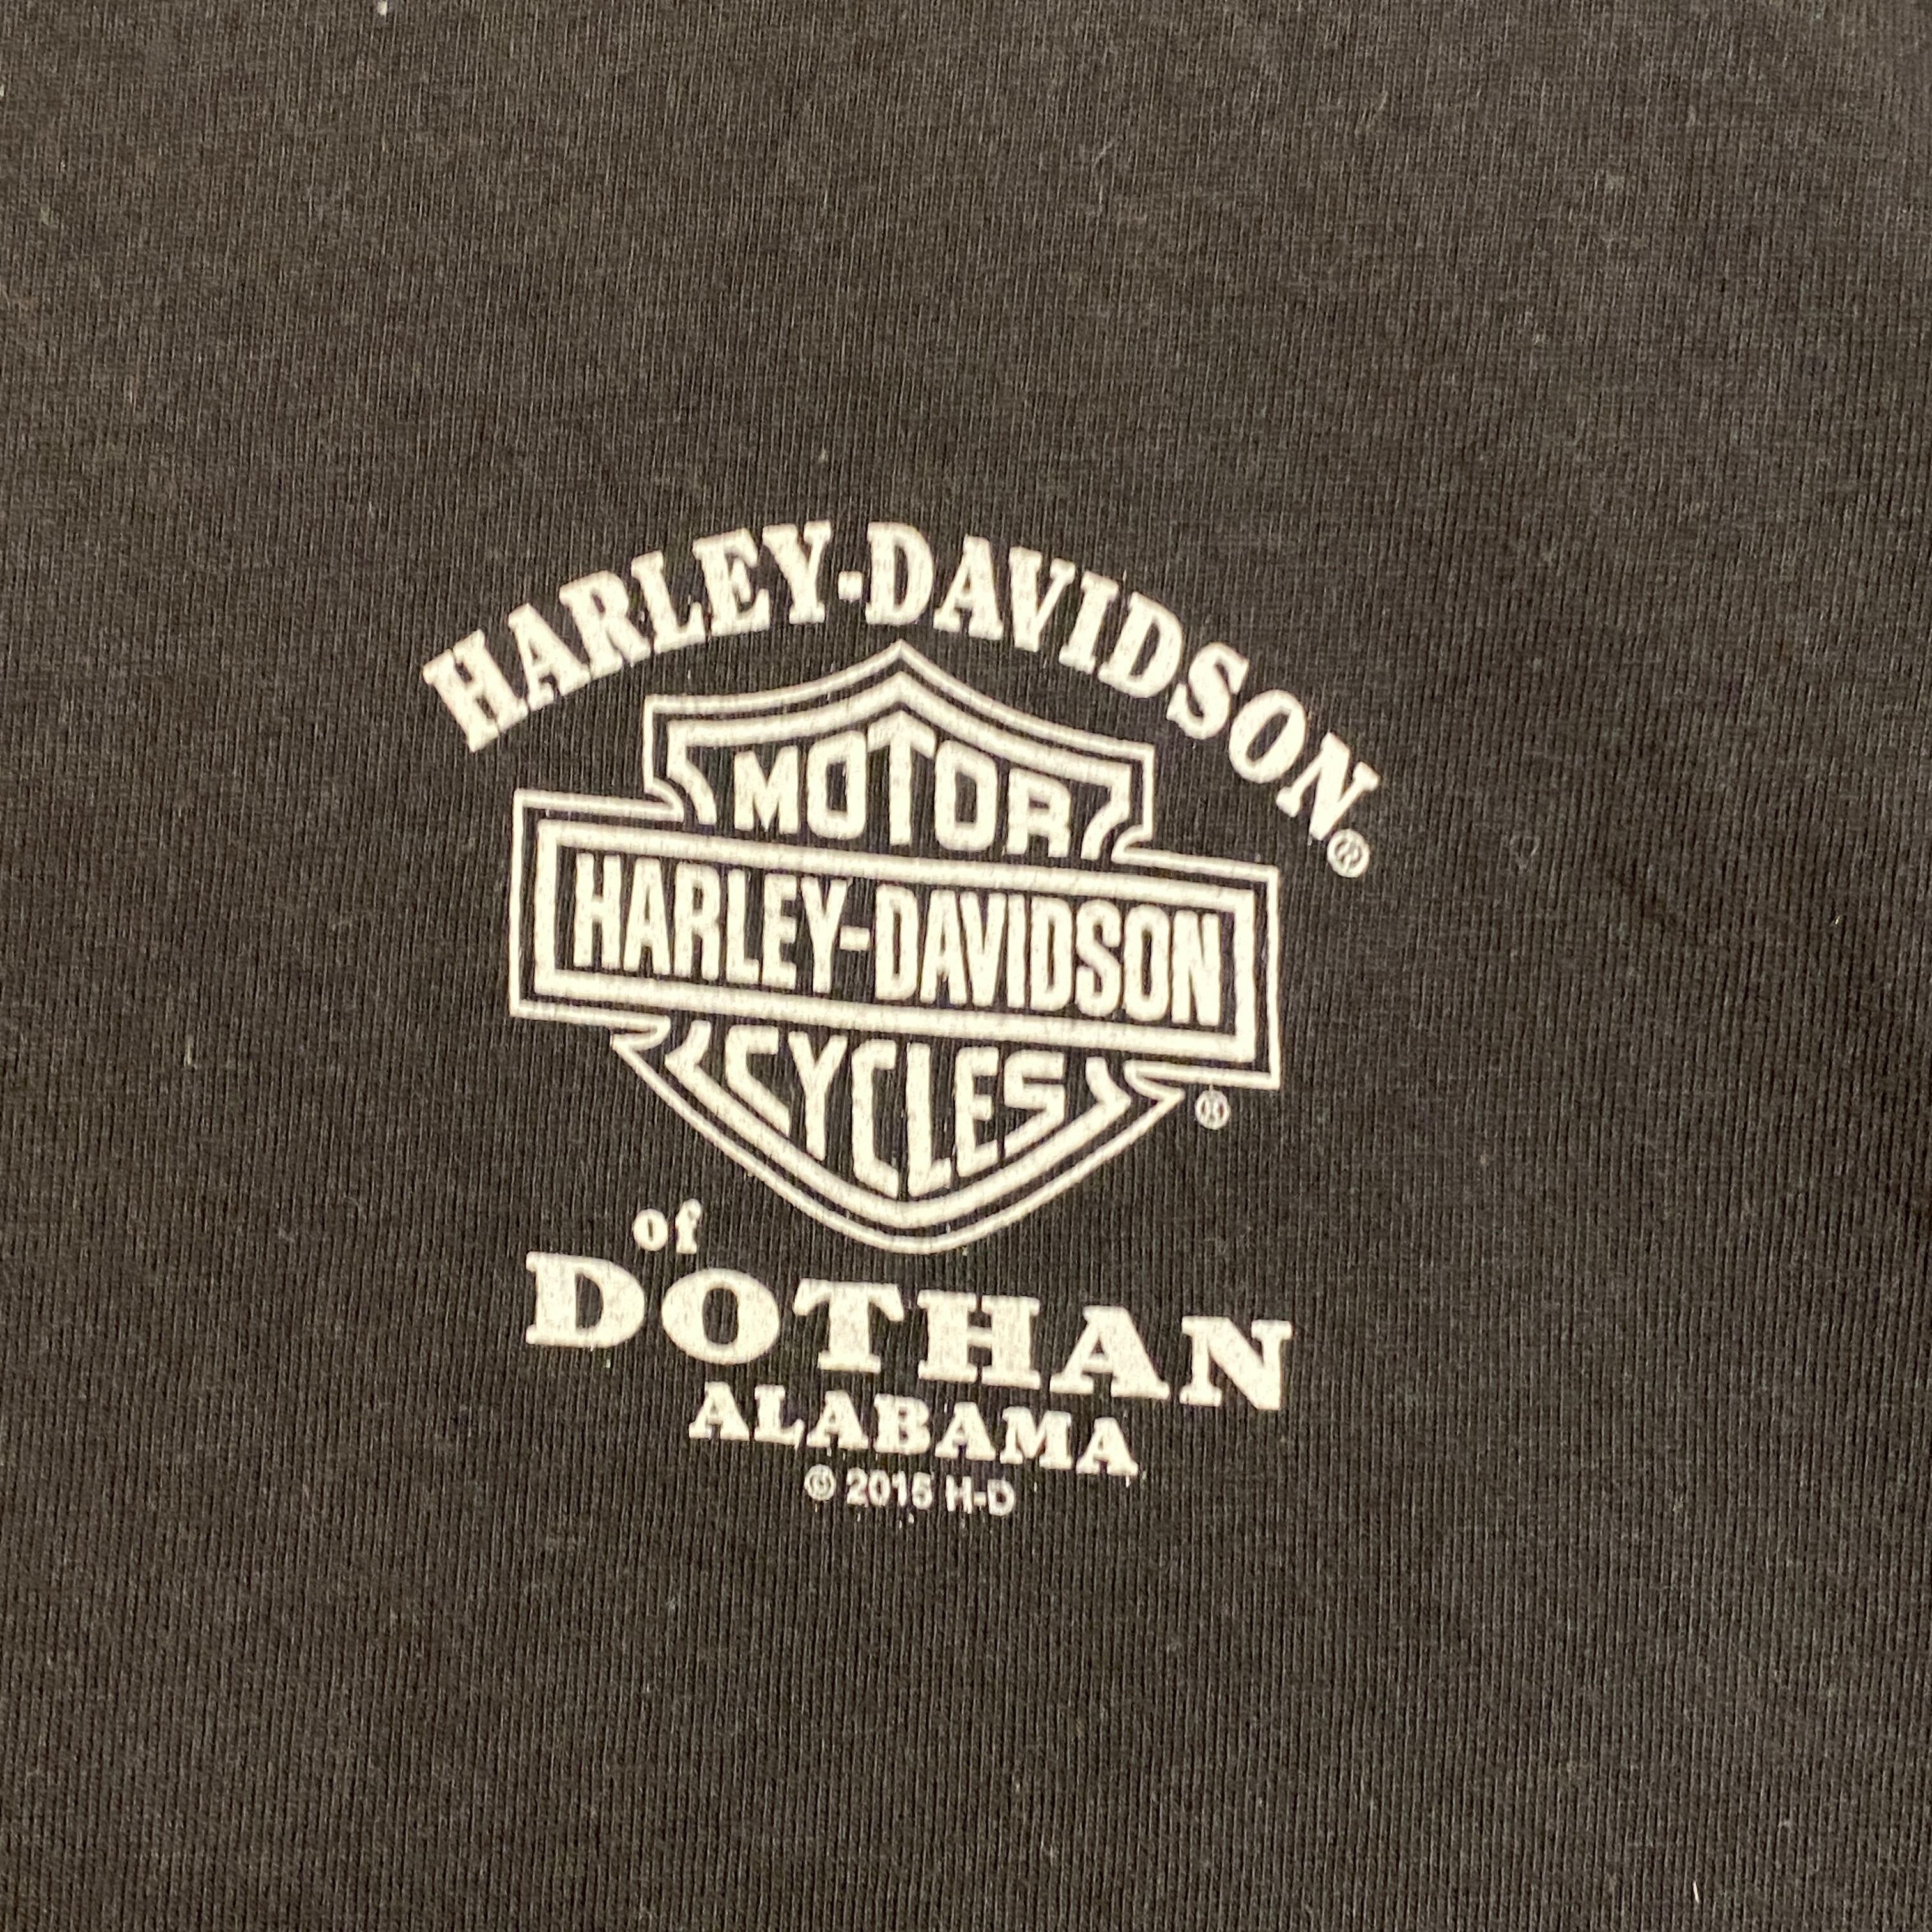 HARLEY-DAVIDSON®
MOTOR
HARLEY-DAVIDSON
CYCLES
®
of
DOTHAN
ALABAMA
© 2015 H-D